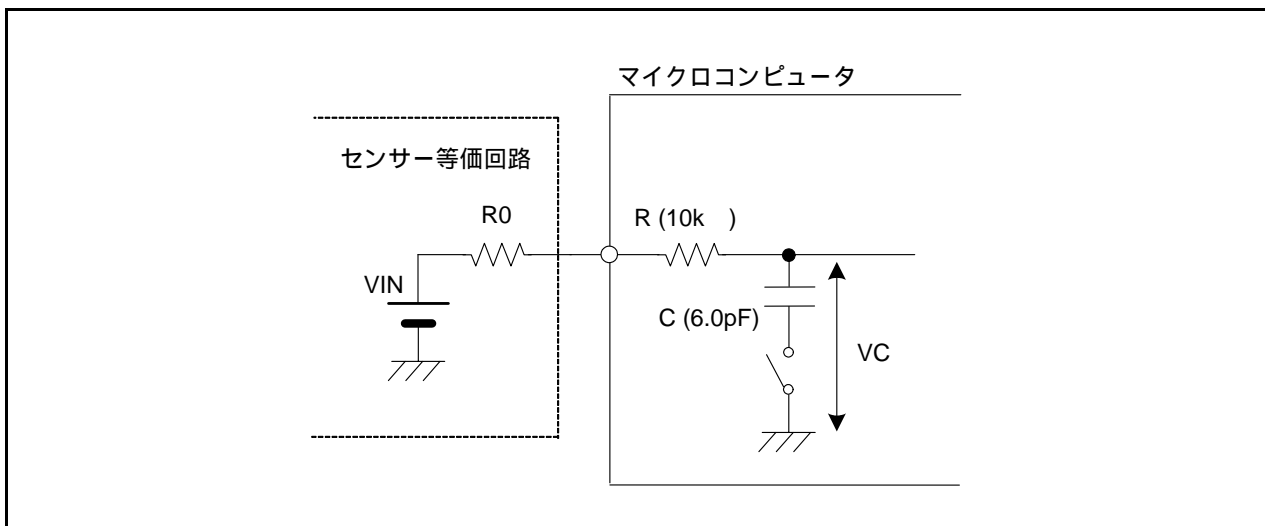 マイクロコンピュータ
センサー等価回路
R0
R (10k )
VIN
C (6.0pF)
VC